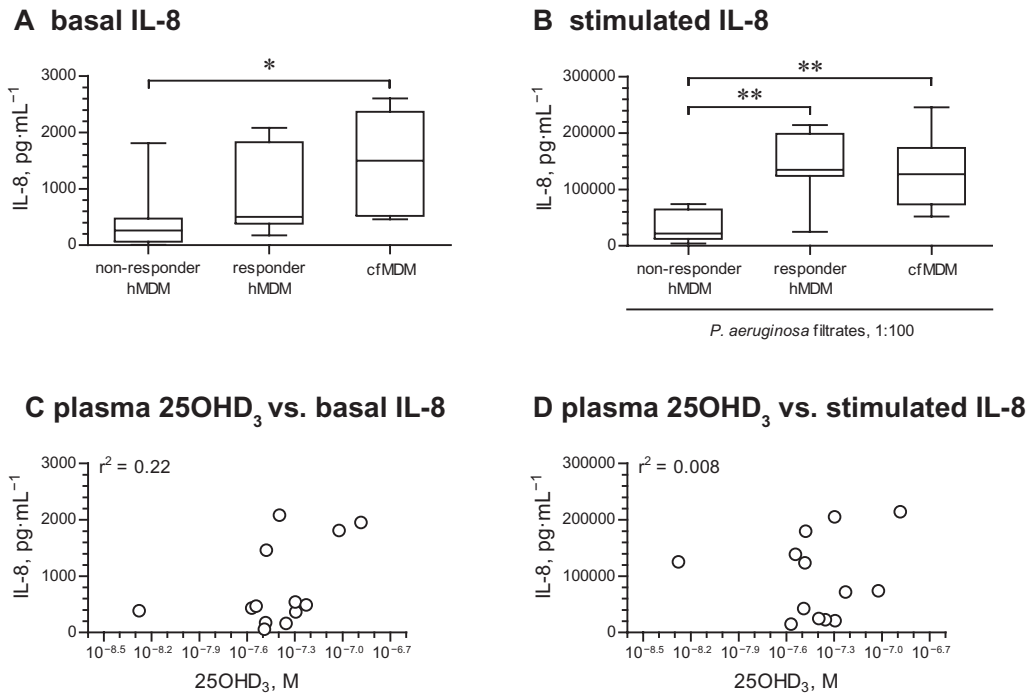 A basal IL-8
IL-8, pg·mL⁻¹
3000
2000
1000
0
*
non-responder
hMDM
responder
hMDM
cfMDM
B stimulated IL-8
IL-8, pg·mL⁻¹
300000
200000
100000
0
**
**
non-responder
hMDM
responder
hMDM
cfMDM
P. aeruginosa filtrates, 1:100
C plasma 25OHD₃ vs. basal IL-8
r² = 0.22
IL-8, pg·mL⁻¹
3000
2000
1000
0
10⁻⁸·⁵ 10⁻⁸·² 10⁻⁷·⁹ 10⁻⁷·⁶ 10⁻⁷·³ 10⁻⁷·⁰ 10⁻⁶·⁷
25OHD₃, M
D plasma 25OHD₃ vs. stimulated IL-8
r² = 0.008
IL-8, pg·mL⁻¹
300000
200000
100000
0
10⁻⁸·⁵ 10⁻⁸·² 10⁻⁷·⁹ 10⁻⁷·⁶ 10⁻⁷·³ 10⁻⁷·⁰ 10⁻⁶·⁷
25OHD₃, M